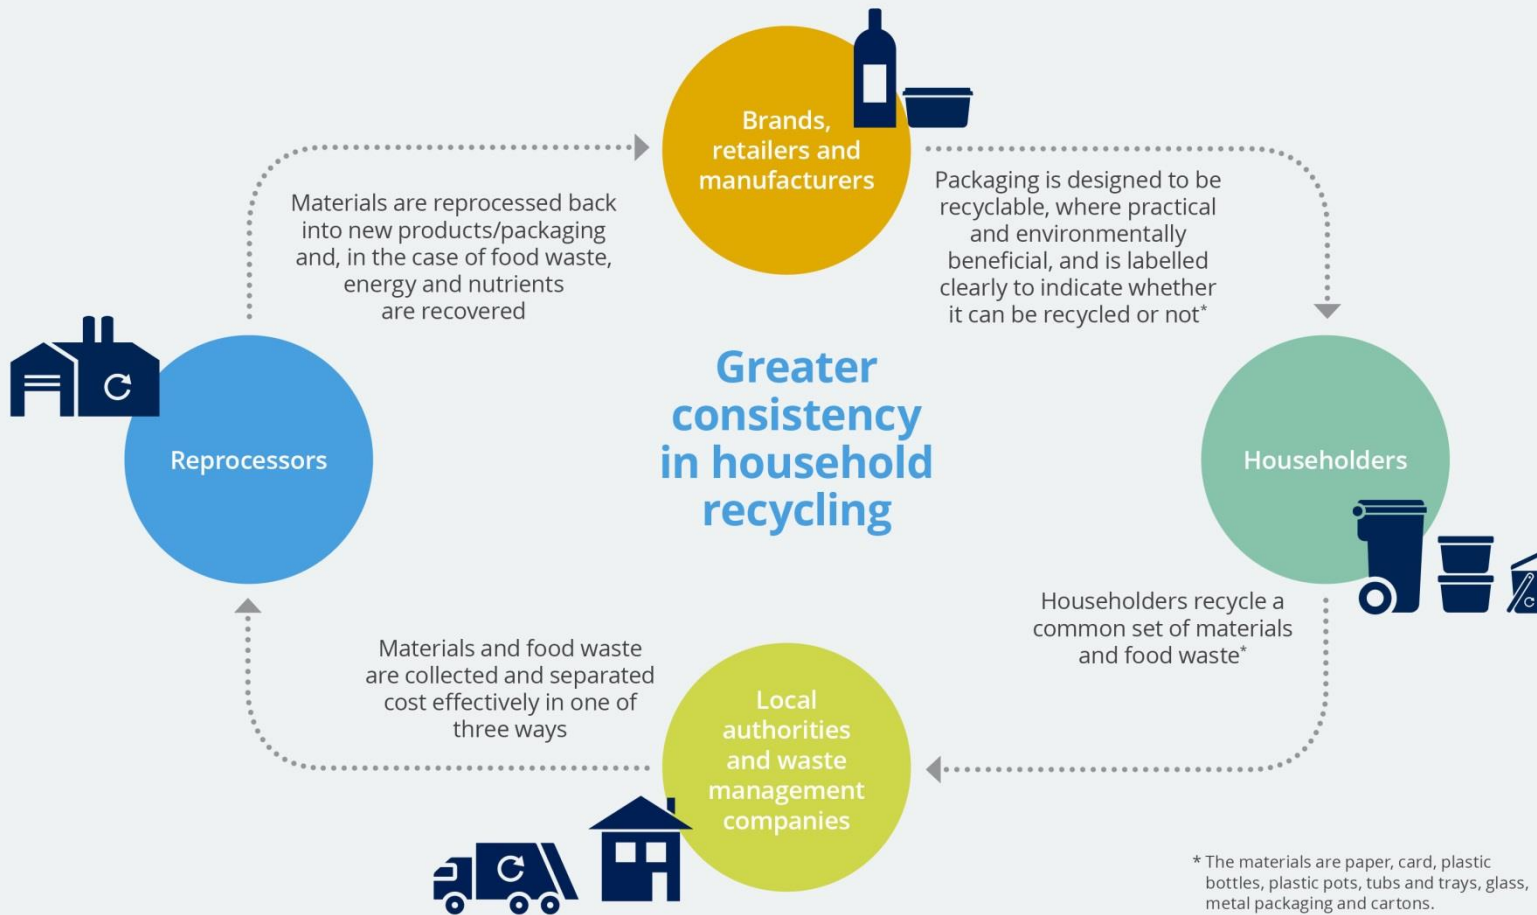 Brands,
retailers and
manufacturers
Materials are reprocessed back
into new products/packaging
and, in the case of food waste,
energy and nutrients
are recovered
Packaging is designed to be
recyclable, where practical
and environmentally
beneficial, and is labelled
clearly to indicate whether
it can be recycled or not*
Greater
consistency
in household
recycling
Reprocessors
Householders
Householders recycle a
common set of materials
and food waste*
Materials and food waste
are collected and separated
cost effectively in one of
three ways
Local
authorities
and waste
management
companies
* The materials are paper, card, plastic
bottles, plastic pots, tubs and trays, glass,
metal packaging and cartons.